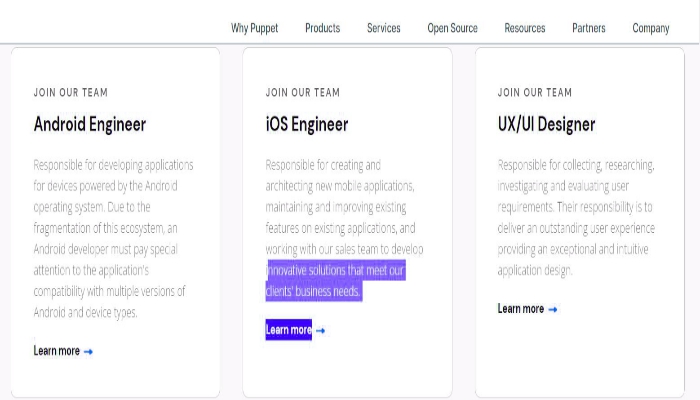 Why Puppet Products Services Open Source Resources Partners Company
JOIN OUR TEAM
Android Engineer
Responsible for developing applications
for devices powered by the Android
operating system. Due to the
fragmentation of this ecosystem, an
Android developer must pay special
attention to the application's
compatibility with multiple versions of
Android and device types.
Learn more →
JOIN OUR TEAM
iOS Engineer
Responsible for creating and
architecting new mobile applications,
maintaining and improving existing
features on existing applications, and
working with our sales team to develop
innovative solutions that meet our
clients' business needs.
Learn more →
JOIN OUR TEAM
UX/UI Designer
Responsible for collecting, researching,
investigating and evaluating user
requirements. Their responsibility is to
deliver an outstanding user experience
providing an exceptional and intuitive
application design.
Learn more →